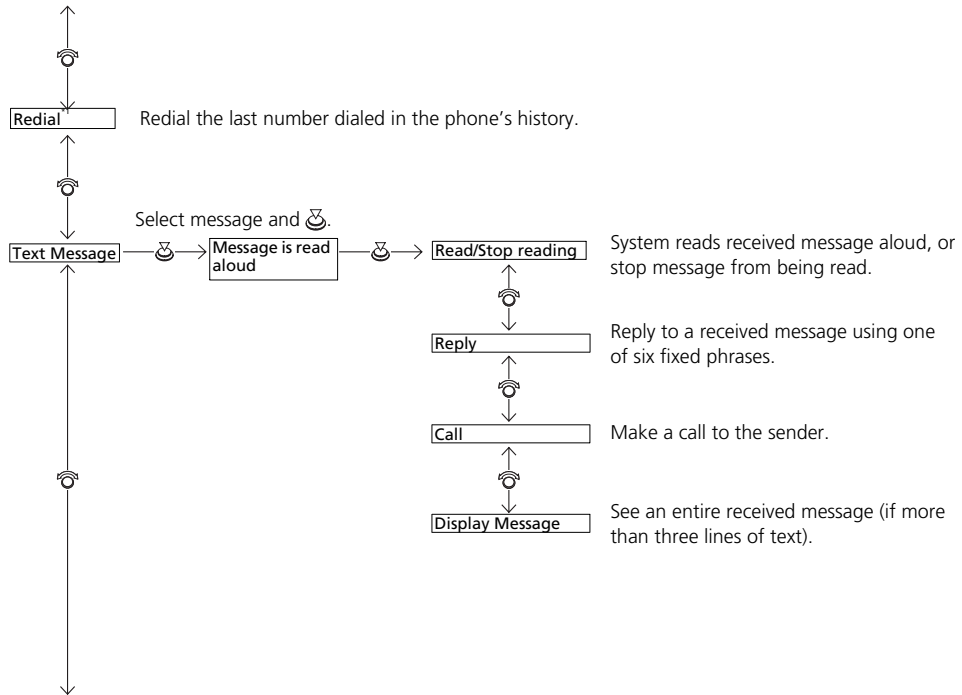 Redial
Redial the last number dialed in the phone's history.
Select message and
Text Message
Message is read
aloud
Read/Stop reading
System reads received message aloud, or
stop message from being read.
Reply
Reply to a received message using one
of six fixed phrases.
Call
Make a call to the sender.
Display Message
See an entire received message (if more
than three lines of text).